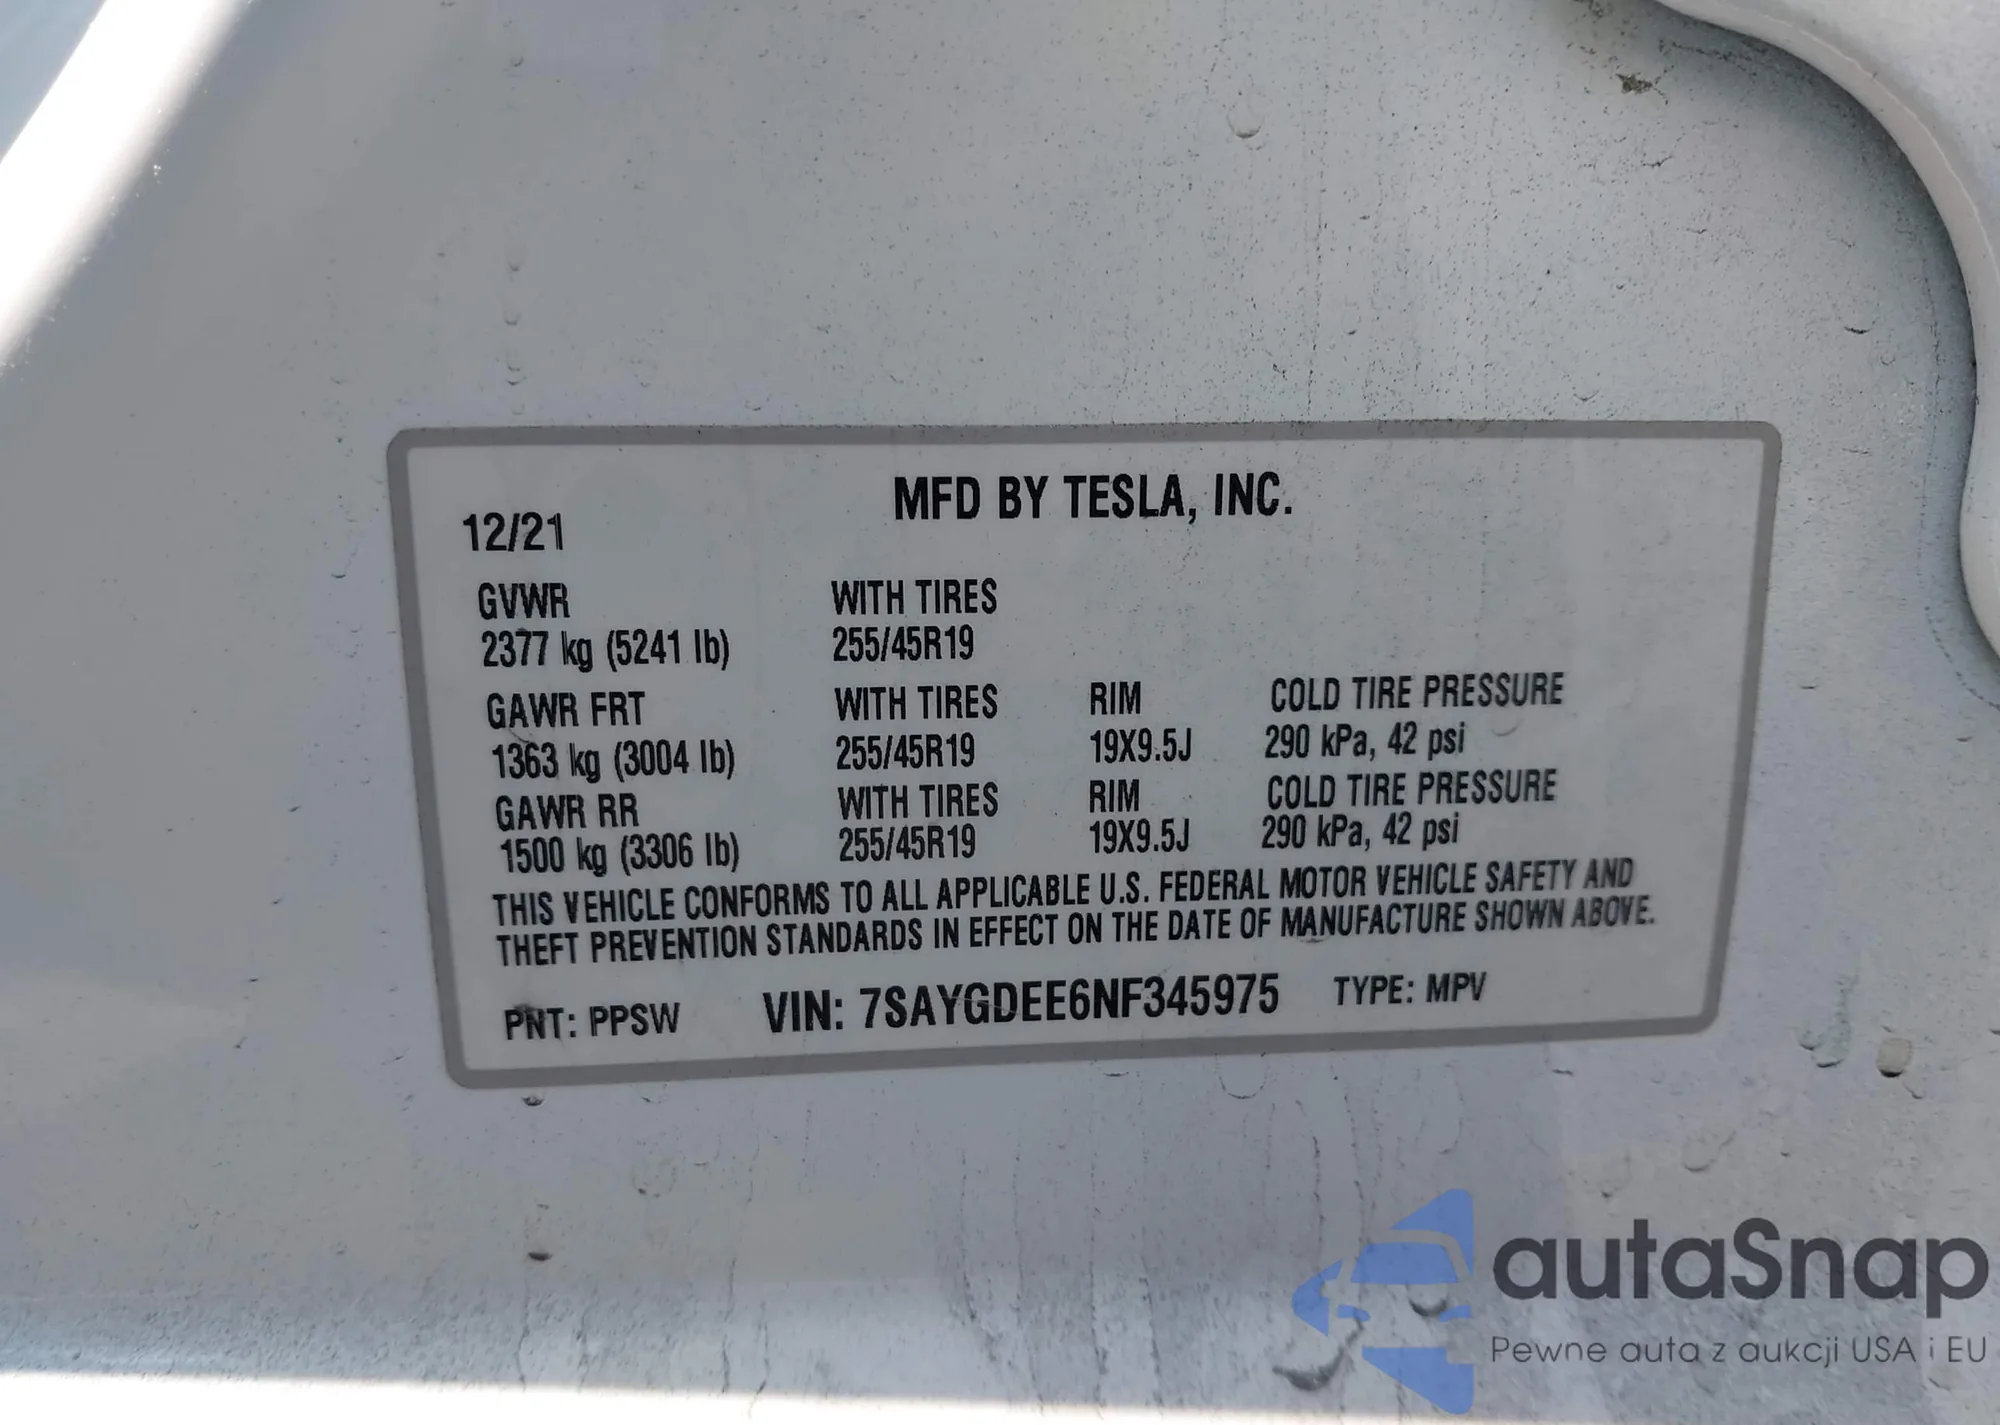 MFD BY TESLA, INC.
12/21
GVWR WITH TIRES
2377 kg (5241 lb) 255/45R19
GAWR FRT WITH TIRES RIM COLD TIRE PRESSURE
1363 kg (3004 lb) 255/45R19 19X9.5J 290 kPa, 42 psi
GAWR RR WITH TIRES RIM COLD TIRE PRESSURE
1500 kg (3306 lb) 255/45R19 19X9.5J 290 kPa, 42 psi
THIS VEHICLE CONFORMS TO ALL APPLICABLE U.S. FEDERAL MOTOR VEHICLE SAFETY AND
THEFT PREVENTION STANDARDS IN EFFECT ON THE DATE OF MANUFACTURE SHOWN ABOVE.
PNT: PPSW VIN: 7SAYGDEE6NF345975 TYPE: MPV
autaSnap
Pewne auta z aukcji USA i EU